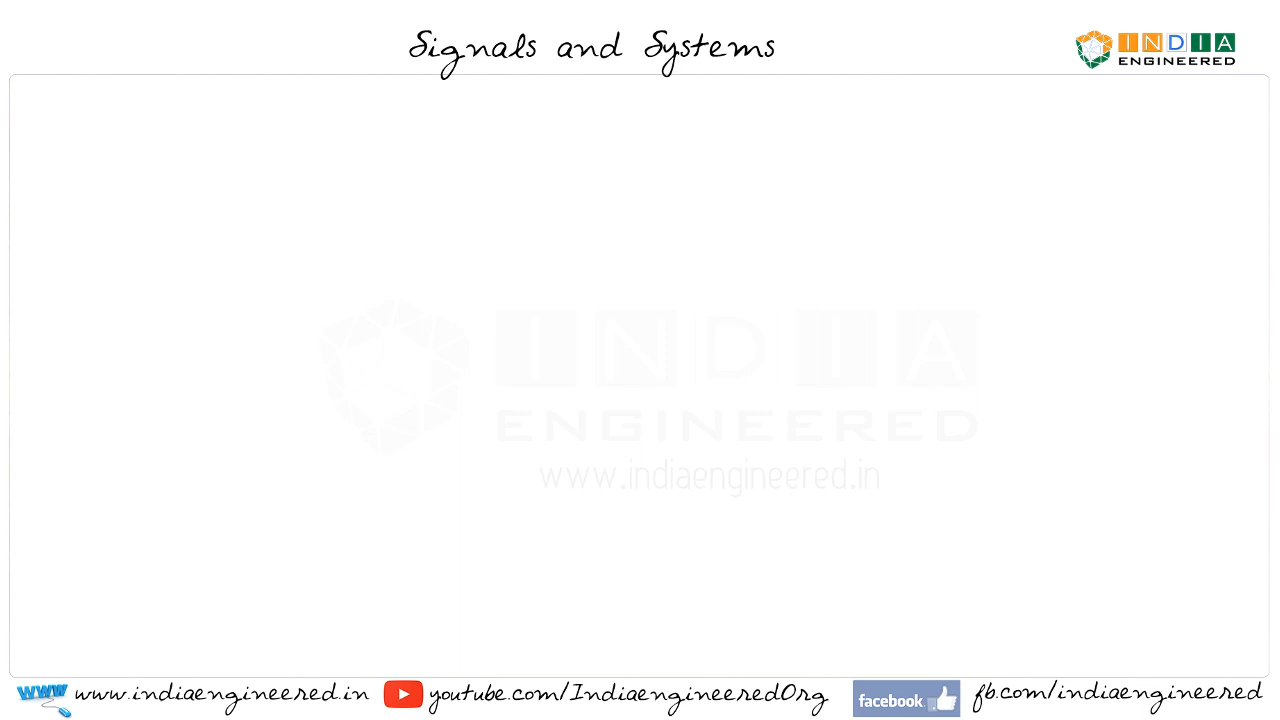 Signals and Systems
INDIA
ENGINEERED
INDIA
ENGINEERED
www.indiaengineered.in
www www.indiaengineered.in youtube.com/IndiaengineeredOrg facebook. fb.com/indiaengineered